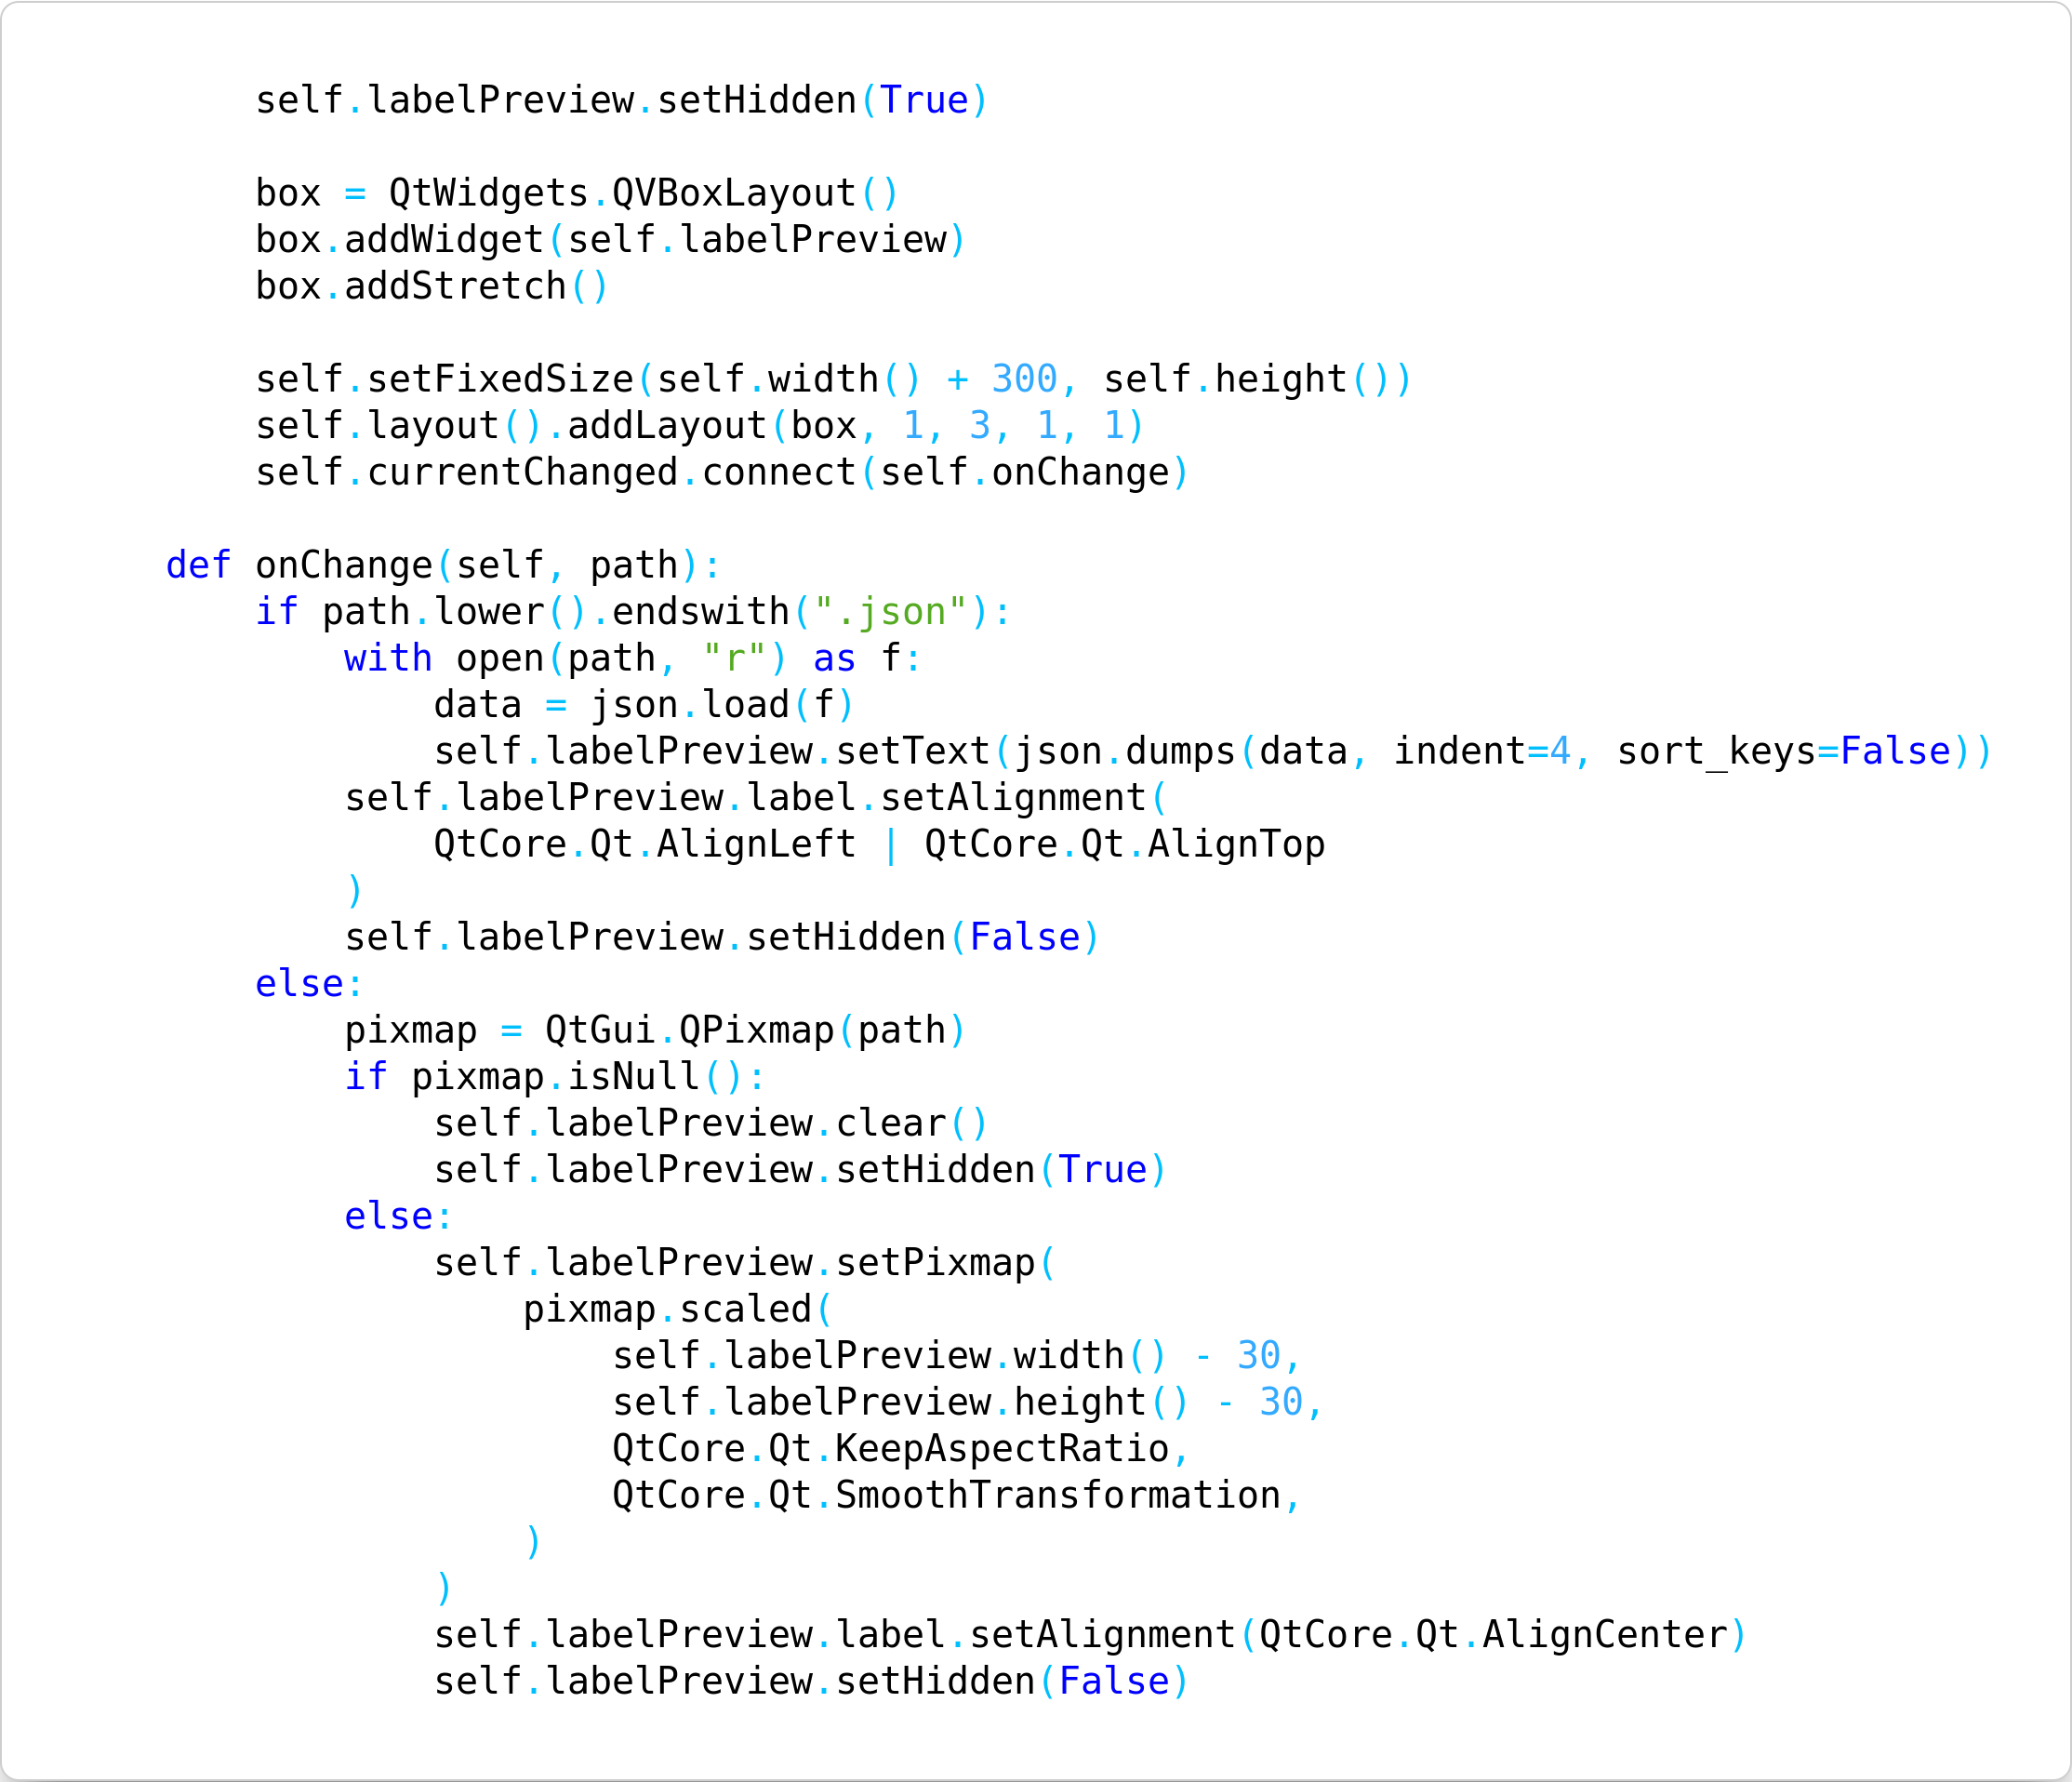 self.labelPreview.setHidden(True)

        box = QtWidgets.QVBoxLayout()
        box.addWidget(self.labelPreview)
        box.addStretch()

        self.setFixedSize(self.width() + 300, self.height())
        self.layout().addLayout(box, 1, 3, 1, 1)
        self.currentChanged.connect(self.onChange)

    def onChange(self, path):
        if path.lower().endswith(".json"):
            with open(path, "r") as f:
                data = json.load(f)
                self.labelPreview.setText(json.dumps(data, indent=4, sort_keys=False))
            self.labelPreview.label.setAlignment(
                QtCore.Qt.AlignLeft | QtCore.Qt.AlignTop
            )
            self.labelPreview.setHidden(False)
        else:
            pixmap = QtGui.QPixmap(path)
            if pixmap.isNull():
                self.labelPreview.clear()
                self.labelPreview.setHidden(True)
            else:
                self.labelPreview.setPixmap(
                    pixmap.scaled(
                        self.labelPreview.width() - 30,
                        self.labelPreview.height() - 30,
                        QtCore.Qt.KeepAspectRatio,
                        QtCore.Qt.SmoothTransformation,
                    )
                )
                self.labelPreview.label.setAlignment(QtCore.Qt.AlignCenter)
                self.labelPreview.setHidden(False)